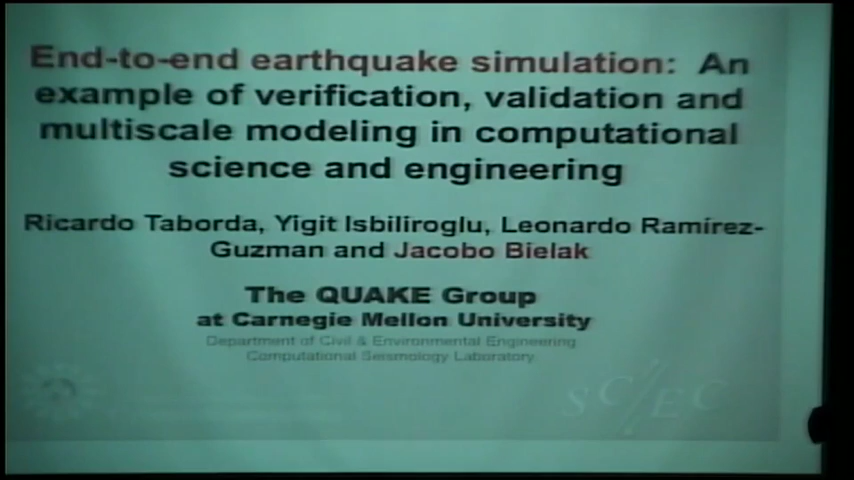 End-to-end earthquake simulation: An
example of verification, validation and
multiscale modeling in computational
science and engineering
Ricardo Taborda, Yigit Isbiliroglu, Leonardo Ramírez-
Guzman and Jacobo Bielak
The QUAKE Group
at Carnegie Mellon University
Department of Civil & Environmental Engineering
Computational Seismology Laboratory
SC/EC